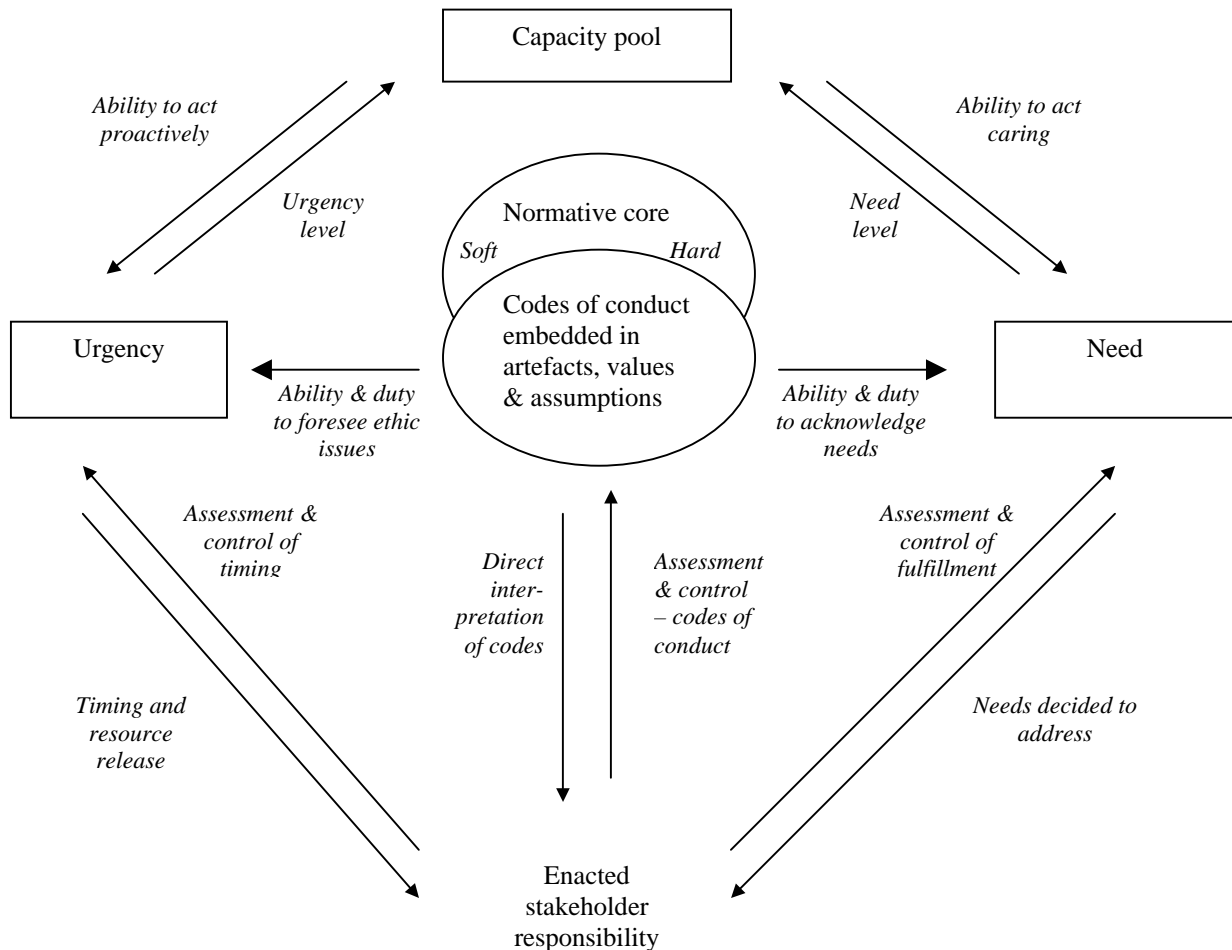 Capacity pool
Ability to act
proactively
Ability to act
caring
Urgency
level
Need
level
Normative core
Soft
Hard
Codes of conduct
embedded in
artefacts, values
& assumptions
Urgency
Need
Ability & duty
to foresee ethic
issues
Ability & duty
to acknowledge
needs
Assessment &
control of
timing
Direct
inter-
pretation
of codes
Assessment
& control
– codes of
conduct
Assessment &
control of
fulfillment
Timing and
resource
release
Needs decided to
address
Enacted
stakeholder
responsibility